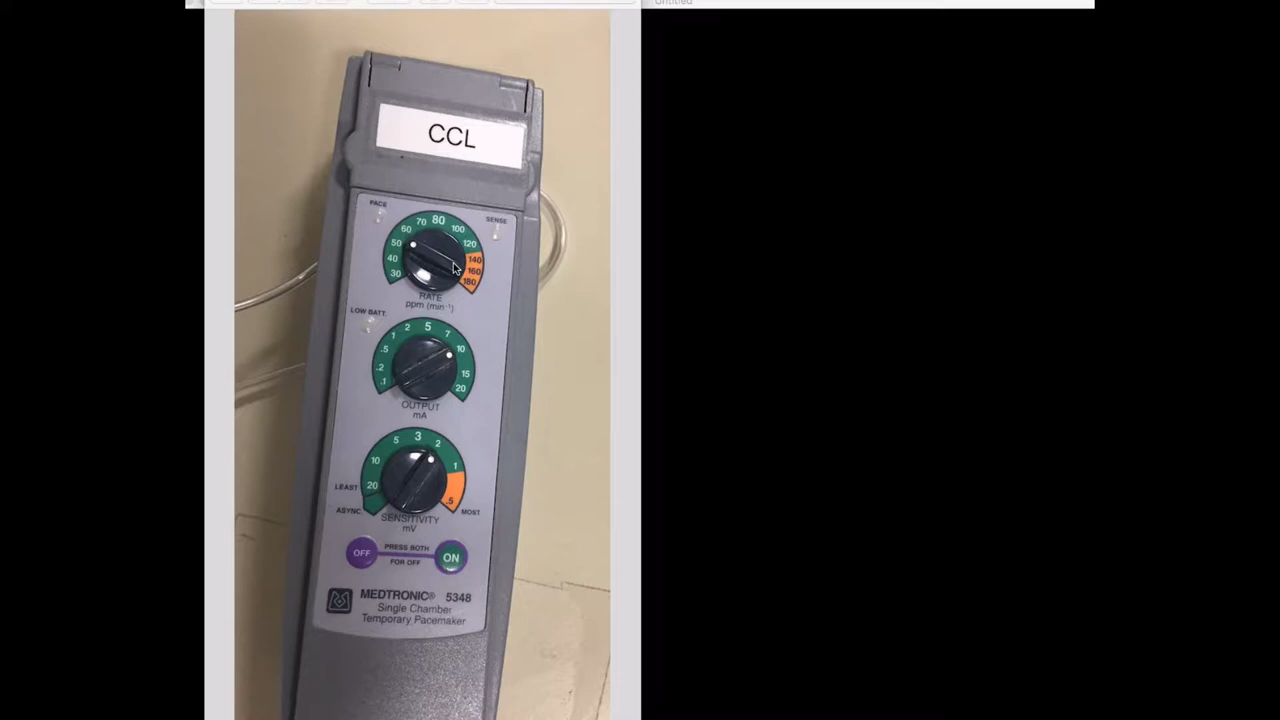 Untitled
CCL
PACE
SENSE
30 40 50 60 70 80 100 120 140 160 180
RATE
ppm (min⁻¹)
LOW BATT.
.1 .2 .5 1 2 5 7 10 15 20
OUTPUT
mA
20 10 5 3 2 1 .5
LEAST
ASYNC.
MOST
SENSITIVITY
mV
OFF
PRESS BOTH
FOR OFF
ON
MEDTRONIC® 5348
Single Chamber
Temporary Pacemaker